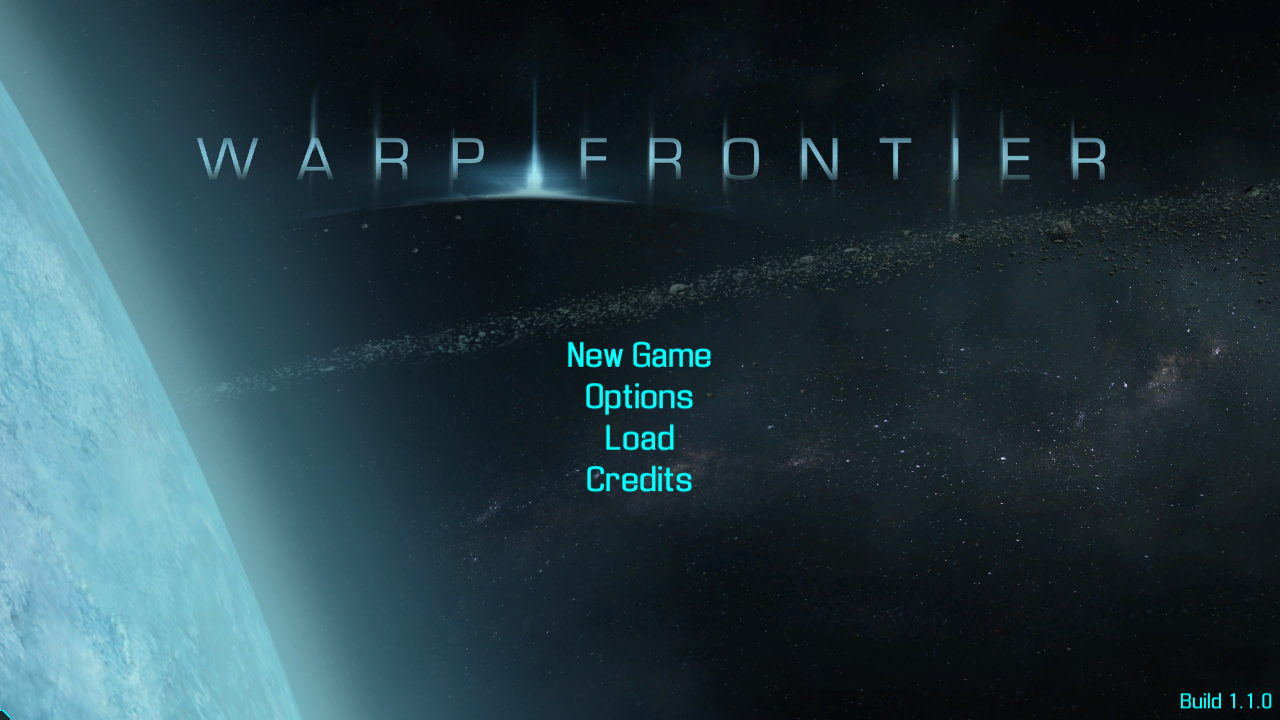 WARP FRONTIER
New Game
Options
Load
Credits
Build 1.1.0